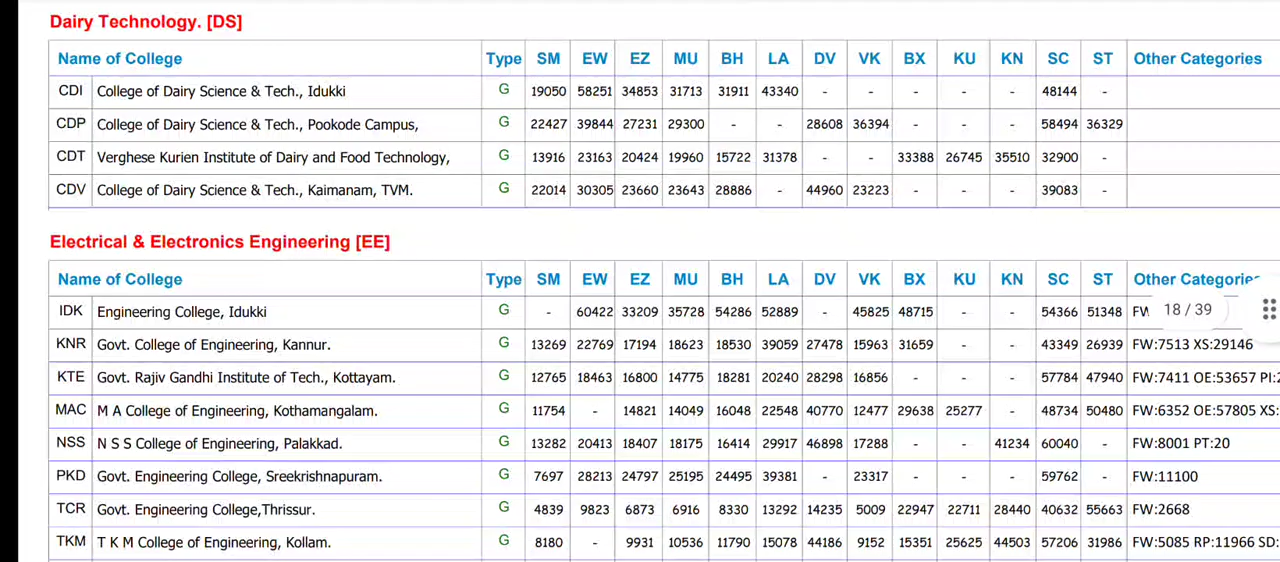 Dairy Technology. [DS]
Name of College Type SM EW EZ MU BH LA DV VK BX KU KN SC ST Other Categories
CDI College of Dairy Science & Tech., Idukki G 19050 58251 34853 31713 31911 43340 - - - - - 48144 -
CDP College of Dairy Science & Tech., Pookode Campus, G 22427 39844 27231 29300 - - 28608 36394 - - - 58494 36329
CDT Verghese Kurien Institute of Dairy and Food Technology, G 13916 23163 20424 19960 15722 31378 - - 33388 26745 35510 32900 -
CDV College of Dairy Science & Tech., Kaimanam, TVM. G 22014 30305 23660 23643 28886 - 44960 23223 - - - 39083 -
Electrical & Electronics Engineering [EE]
Name of College Type SM EW EZ MU BH LA DV VK BX KU KN SC ST Other Categories
IDK Engineering College, Idukki G - 60422 33209 35728 54286 52889 - 45825 48715 - - 54366 51348 FW 18 / 39
KNR Govt. College of Engineering, Kannur. G 13269 22769 17194 18623 18530 39059 27478 15963 31659 - - 43349 26939 FW:7513 XS:29146
KTE Govt. Rajiv Gandhi Institute of Tech., Kottayam. G 12765 18463 16800 14775 18281 20240 28298 16856 - - - 57784 47940 FW:7411 OE:53657 PI:
MAC M A College of Engineering, Kothamangalam. G 11754 - 14821 14049 16048 22548 40770 12477 29638 25277 - 48734 50480 FW:6352 OE:57805 XS:
NSS N S S College of Engineering, Palakkad. G 13282 20413 18407 18175 16414 29917 46898 17288 - - 41234 60040 - FW:8001 PT:20
PKD Govt. Engineering College, Sreekrishnapuram. G 7697 28213 24797 25195 24495 39381 - 23317 - - - 59762 - FW:11100
TCR Govt. Engineering College,Thrissur. G 4839 9823 6873 6916 8330 13292 14235 5009 22947 22711 28440 40632 55663 FW:2668
TKM T K M College of Engineering, Kollam. G 8180 - 9931 10536 11790 15078 44186 9152 15351 25625 44503 57206 31986 FW:5085 RP:11966 SD: